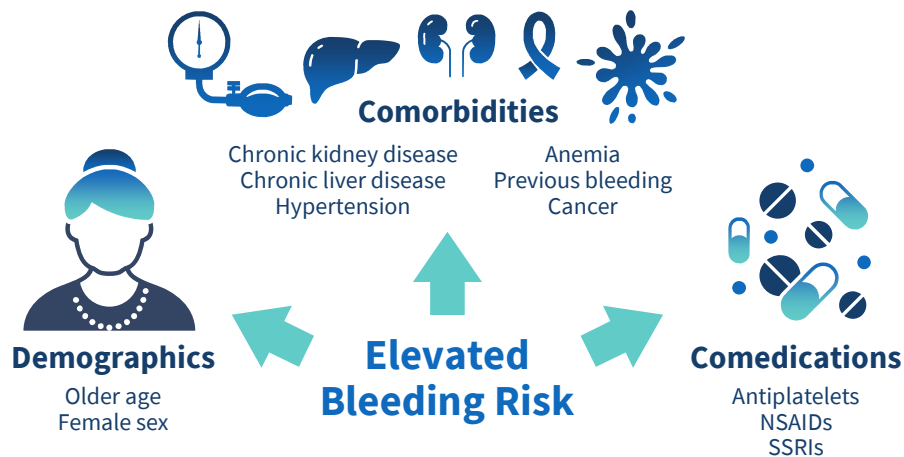 Comorbidities
Chronic kidney disease
Chronic liver disease
Hypertension
Anemia
Previous bleeding
Cancer
Demographics
Older age
Female sex
Elevated
Bleeding Risk
Comedications
Antiplatelets
NSAIDs
SSRIs